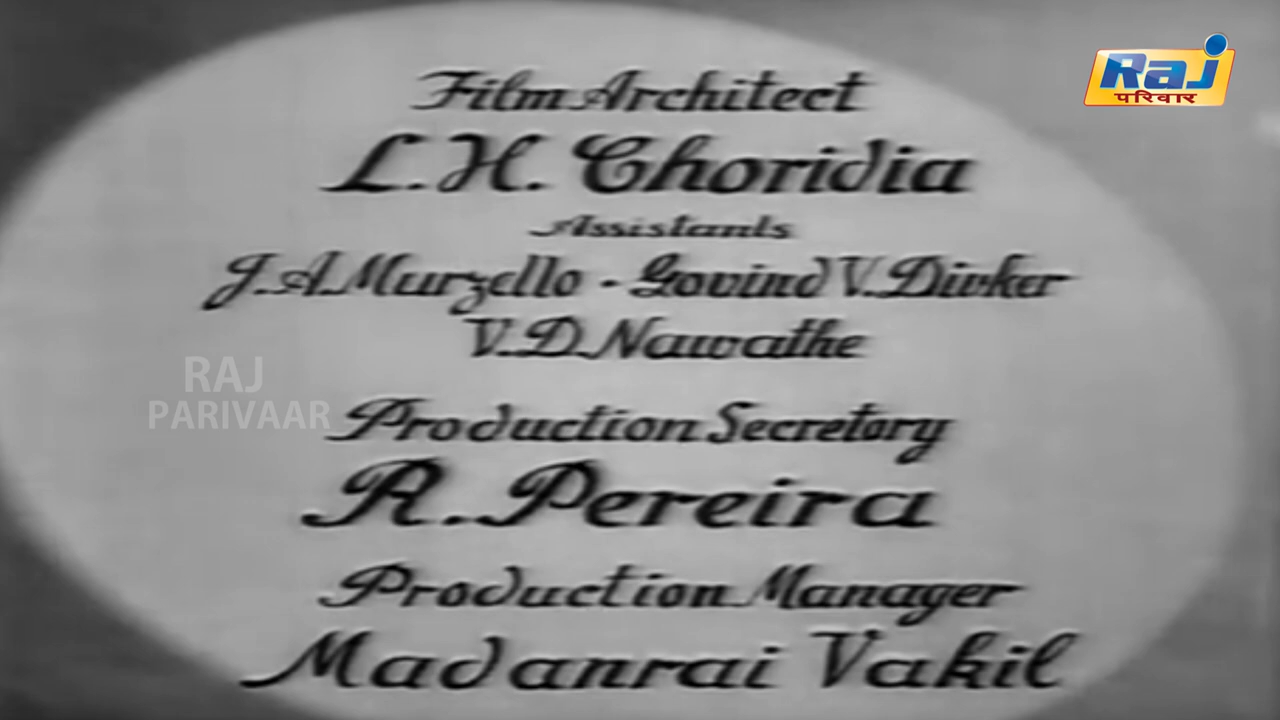 Raj
परिवार
Film Architect
L. H. Choridia
Assistants
J. A. Murzello - Govind V. Divker
V. D. Nawathe
RAJ
PARIVAAR
Production Secretory
R. Pereira
Production Manager
Madanrai Vakil